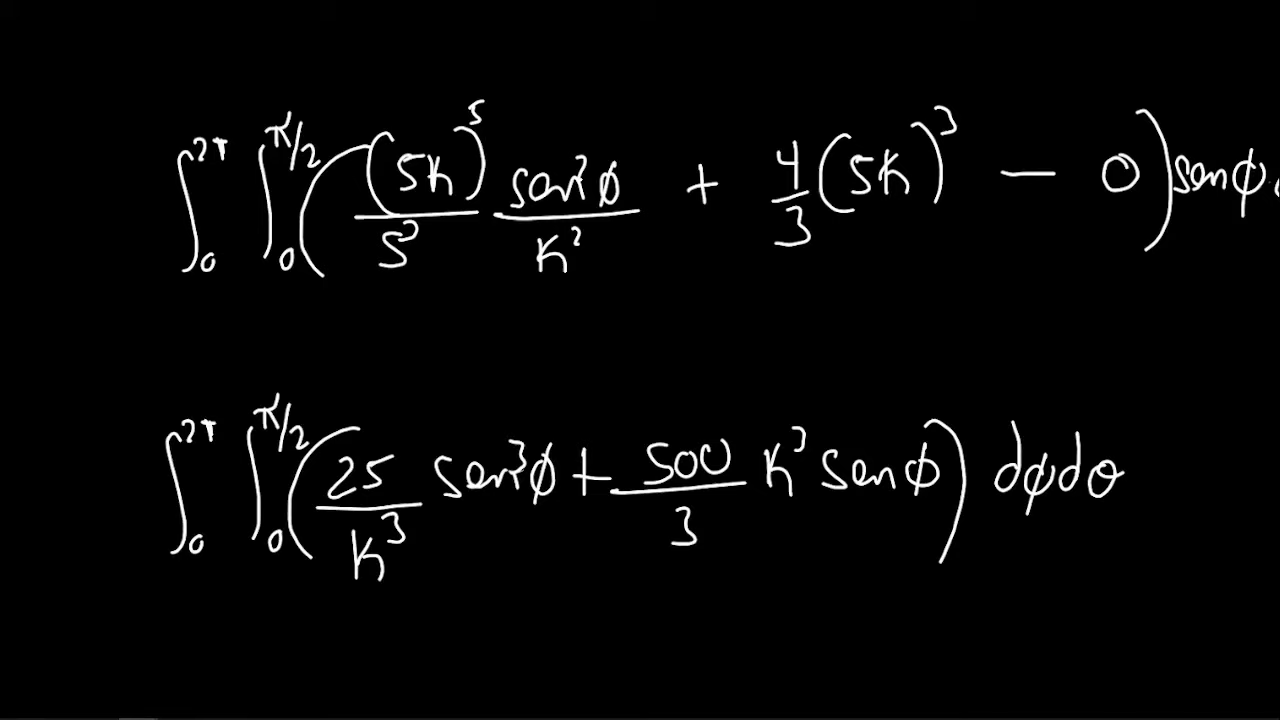 ∫₀^{2π} ∫₀^{π/2} ( (5k)⁵/5² sen²φ/k² + 4/3 (5k)³ − 0 ) senφ
∫₀^{2π} ∫₀^{π/2} ( 25/k³ sen³φ + 500/3 k³ senφ ) dφdθ